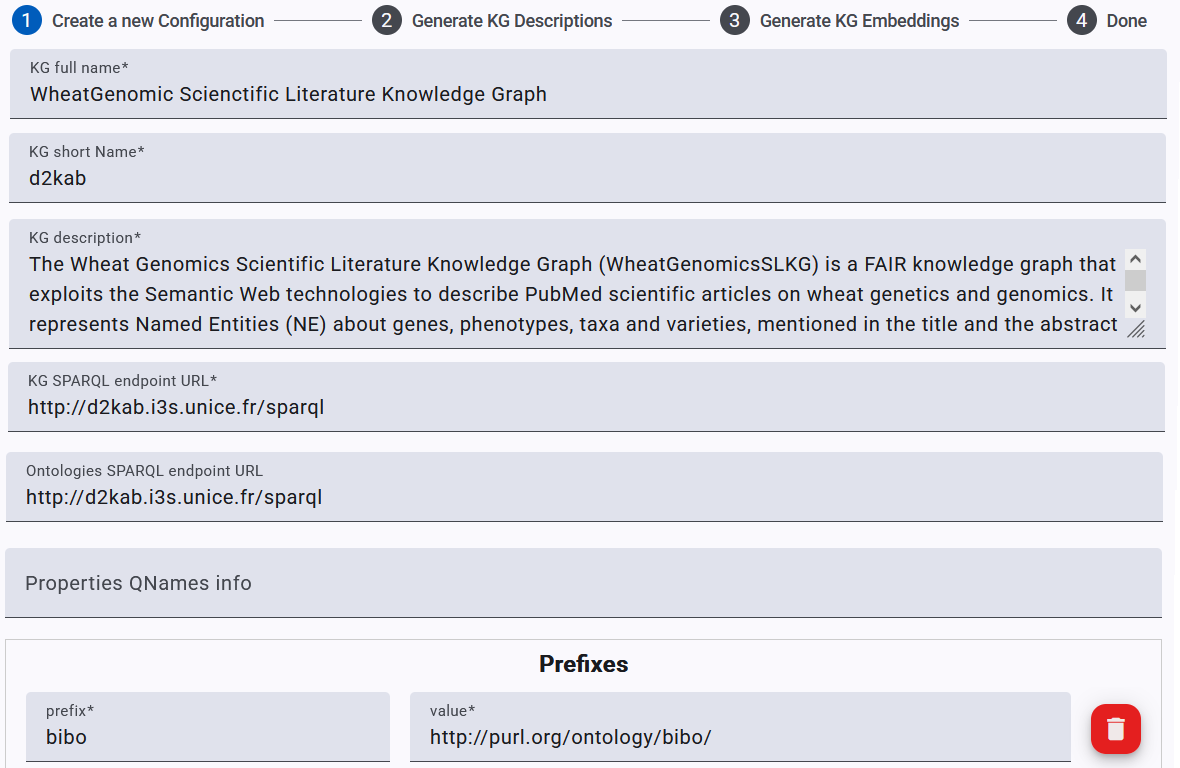 1 Create a new Configuration 2 Generate KG Descriptions 3 Generate KG Embeddings 4 Done
KG full name*
WheatGenomic Scienctific Literature Knowledge Graph
KG short Name*
d2kab
KG description*
The Wheat Genomics Scientific Literature Knowledge Graph (WheatGenomicsSLKG) is a FAIR knowledge graph that
exploits the Semantic Web technologies to describe PubMed scientific articles on wheat genetics and genomics. It
represents Named Entities (NE) about genes, phenotypes, taxa and varieties, mentioned in the title and the abstract
KG SPARQL endpoint URL*
http://d2kab.i3s.unice.fr/sparql
Ontologies SPARQL endpoint URL
http://d2kab.i3s.unice.fr/sparql
Properties QNames info
Prefixes
prefix* value*
bibo http://purl.org/ontology/bibo/